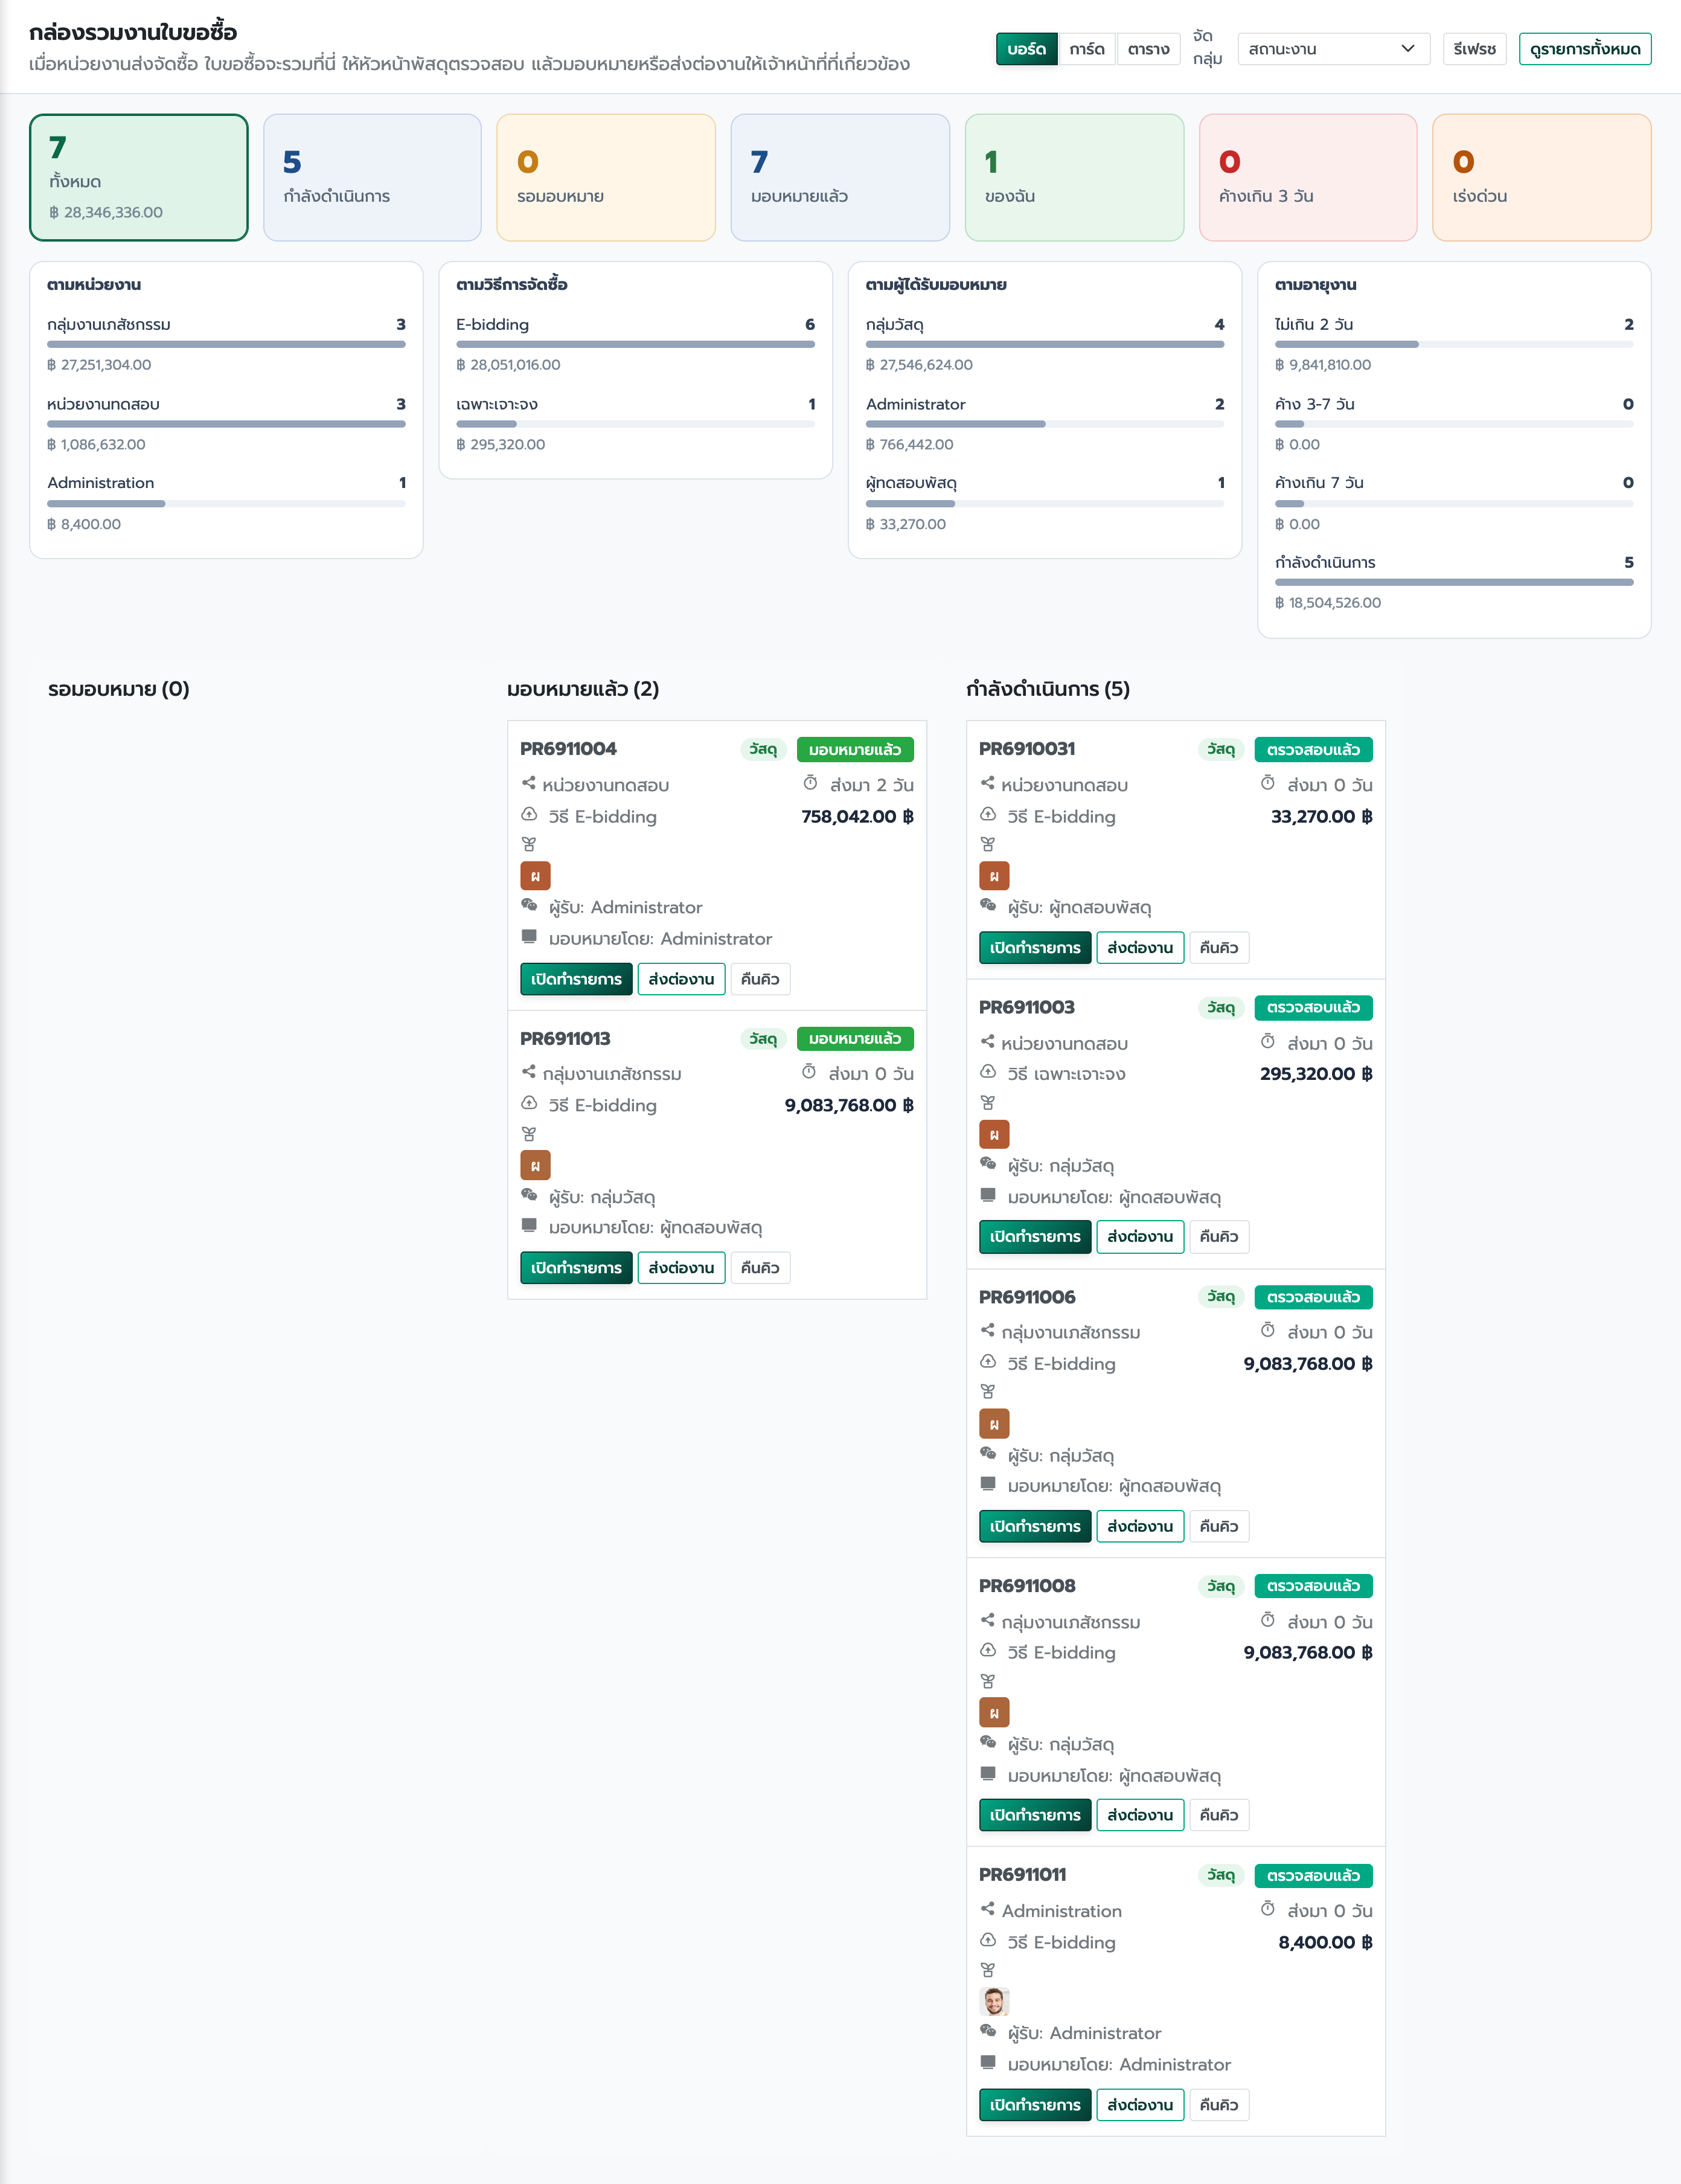 กล่องรวมงานใบขอซื้อ
เมื่อหน่วยงานส่งจัดซื้อ ใบขอซื้อจะรวมที่นี่ ให้หัวหน้าพัสดุตรวจสอบ แล้วมอบหมายหรือส่งต่องานให้เจ้าหน้าที่ที่เกี่ยวข้อง
บอร์ด การ์ด ตาราง จัดกลุ่ม สถานะงาน รีเฟรช ดูรายการทั้งหมด
7
ทั้งหมด
฿ 28,346,336.00
5
กำลังดำเนินการ
0
รอมอบหมาย
7
มอบหมายแล้ว
1
ของฉัน
0
ค้างเกิน 3 วัน
0
เร่งด่วน
ตามหน่วยงาน
กลุ่มงานเภสัชกรรม 3
฿ 27,251,304.00
หน่วยงานทดสอบ 3
฿ 1,086,632.00
Administration 1
฿ 8,400.00
ตามวิธีการจัดซื้อ
E-bidding 6
฿ 28,051,016.00
เฉพาะเจาะจง 1
฿ 295,320.00
ตามผู้ได้รับมอบหมาย
กลุ่มวัสดุ 4
฿ 27,546,624.00
Administrator 2
฿ 766,442.00
ผู้ทดสอบพัสดุ 1
฿ 33,270.00
ตามอายุงาน
ไม่เกิน 2 วัน 2
฿ 9,841,810.00
ค้าง 3-7 วัน 0
฿ 0.00
ค้างเกิน 7 วัน 0
฿ 0.00
กำลังดำเนินการ 5
฿ 18,504,526.00
รอมอบหมาย (0)
มอบหมายแล้ว (2)
PR6911004 วัสดุ มอบหมายแล้ว
หน่วยงานทดสอบ ส่งมา 2 วัน
วิธี E-bidding 758,042.00 ฿
ผ
ผู้รับ: Administrator
มอบหมายโดย: Administrator
เปิดทำรายการ ส่งต่องาน คืนคิว
PR6911013 วัสดุ มอบหมายแล้ว
กลุ่มงานเภสัชกรรม ส่งมา 0 วัน
วิธี E-bidding 9,083,768.00 ฿
ผ
ผู้รับ: กลุ่มวัสดุ
มอบหมายโดย: ผู้ทดสอบพัสดุ
เปิดทำรายการ ส่งต่องาน คืนคิว
กำลังดำเนินการ (5)
PR6910031 วัสดุ ตรวจสอบแล้ว
หน่วยงานทดสอบ ส่งมา 0 วัน
วิธี E-bidding 33,270.00 ฿
ผ
ผู้รับ: ผู้ทดสอบพัสดุ
เปิดทำรายการ ส่งต่องาน คืนคิว
PR6911003 วัสดุ ตรวจสอบแล้ว
หน่วยงานทดสอบ ส่งมา 0 วัน
วิธี เฉพาะเจาะจง 295,320.00 ฿
ผ
ผู้รับ: กลุ่มวัสดุ
มอบหมายโดย: ผู้ทดสอบพัสดุ
เปิดทำรายการ ส่งต่องาน คืนคิว
PR6911006 วัสดุ ตรวจสอบแล้ว
กลุ่มงานเภสัชกรรม ส่งมา 0 วัน
วิธี E-bidding 9,083,768.00 ฿
ผ
ผู้รับ: กลุ่มวัสดุ
มอบหมายโดย: ผู้ทดสอบพัสดุ
เปิดทำรายการ ส่งต่องาน คืนคิว
PR6911008 วัสดุ ตรวจสอบแล้ว
กลุ่มงานเภสัชกรรม ส่งมา 0 วัน
วิธี E-bidding 9,083,768.00 ฿
ผ
ผู้รับ: กลุ่มวัสดุ
มอบหมายโดย: ผู้ทดสอบพัสดุ
เปิดทำรายการ ส่งต่องาน คืนคิว
PR6911011 วัสดุ ตรวจสอบแล้ว
Administration ส่งมา 0 วัน
วิธี E-bidding 8,400.00 ฿
ผู้รับ: Administrator
มอบหมายโดย: Administrator
เปิดทำรายการ ส่งต่องาน คืนคิว